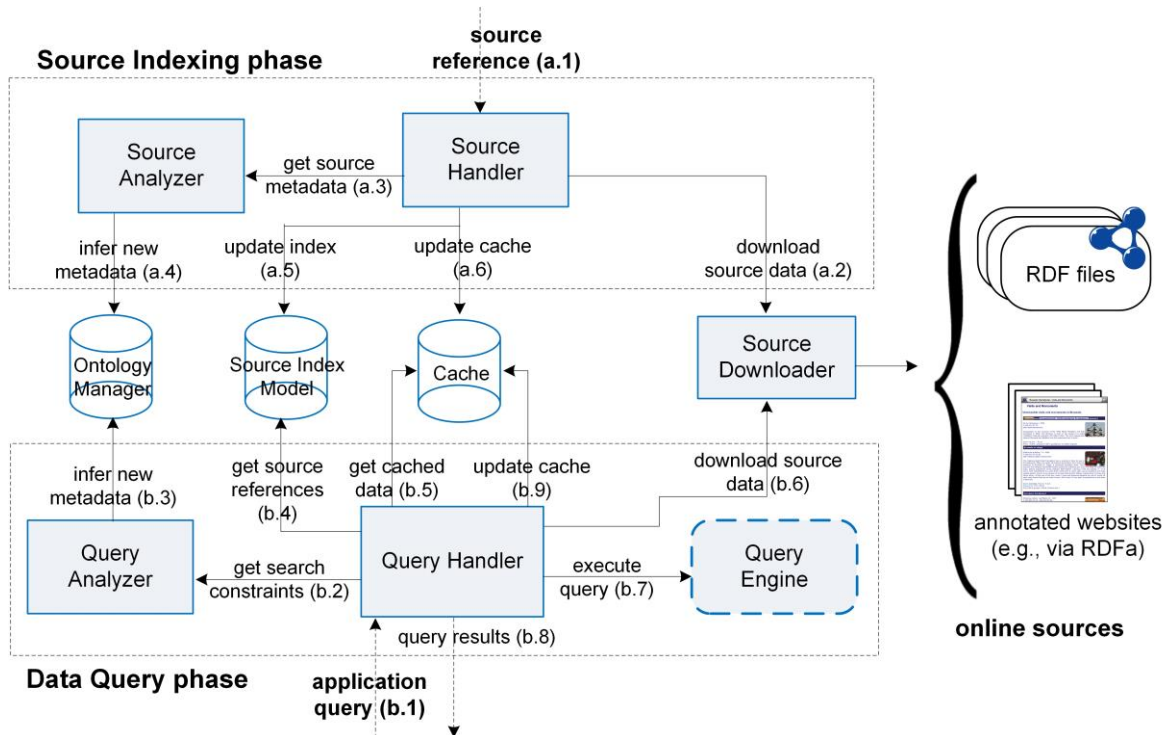 source
reference (a.1)
Source Indexing phase
Source
Analyzer
get source
metadata (a.3)
Source
Handler
infer new
metadata (a.4)
update index
(a.5)
update cache
(a.6)
download
source data (a.2)
RDF files
Ontology
Manager
Source Index
Model
Cache
Source
Downloader
infer new
metadata (b.3)
get source
references
(b.4)
get cached
data (b.5)
update cache
(b.9)
download source
data (b.6)
annotated websites
(e.g., via RDFa)
Query
Analyzer
get search
constraints (b.2)
Query Handler
execute
query (b.7)
Query
Engine
query results (b.8)
online sources
Data Query phase
application
query (b.1)